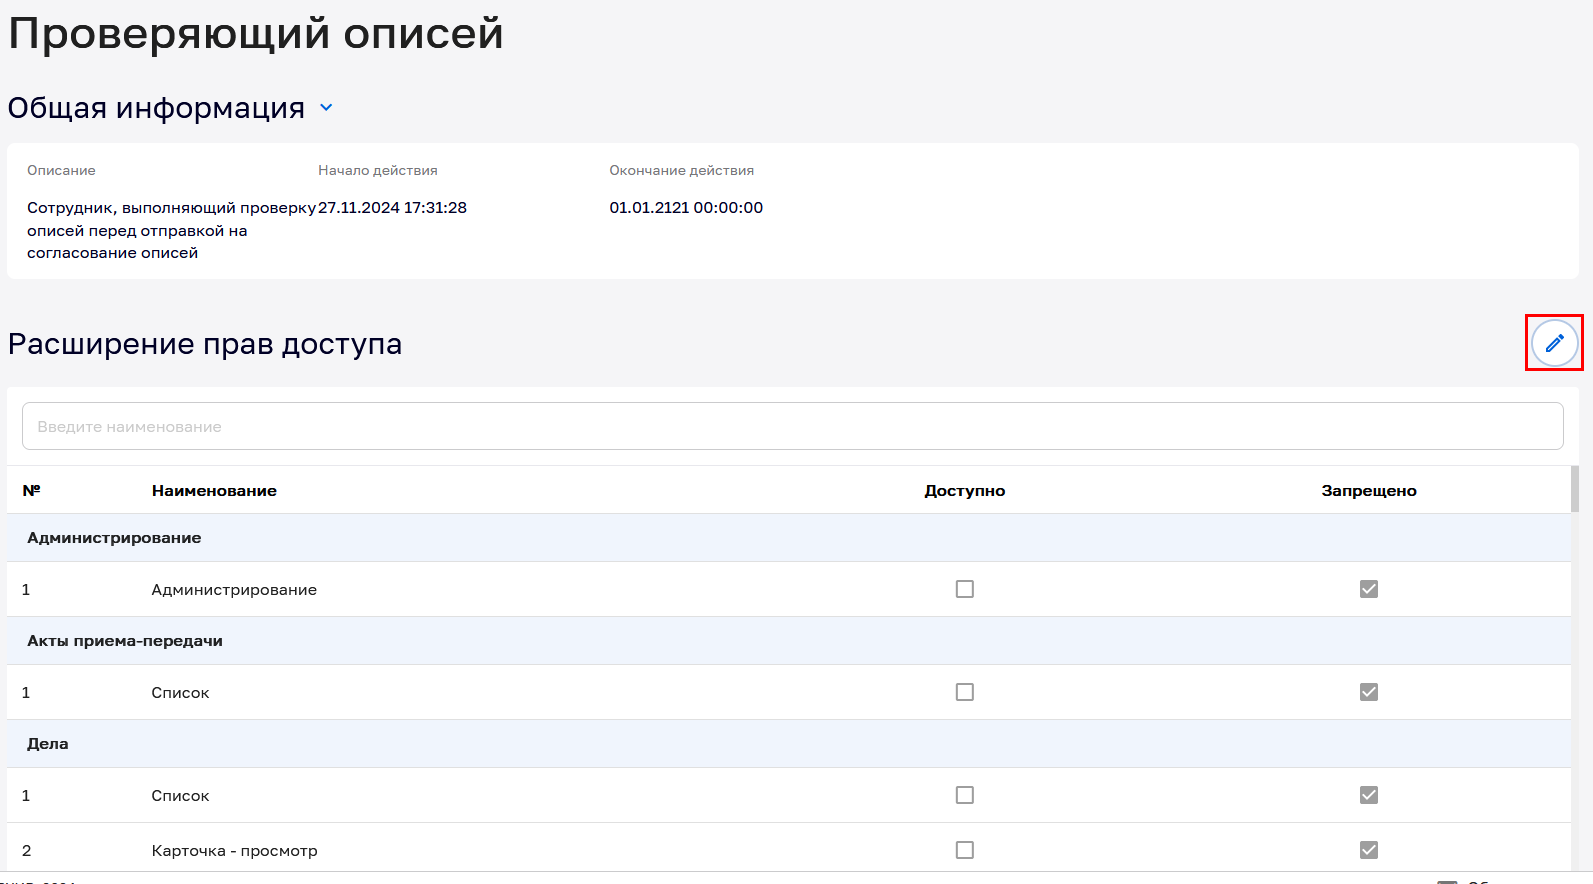 Проверяющий описей
Общая информация
Описание Начало действия Окончание действия
Сотрудник, выполняющий проверку 27.11.2024 17:31:28 01.01.2121 00:00:00
описей перед отправкой на
согласование описей
Расширение прав доступа
Введите наименование
№ Наименование Доступно Запрещено
Администрирование
1 Администрирование
Акты приема-передачи
1 Список
Дела
1 Список
2 Карточка - просмотр